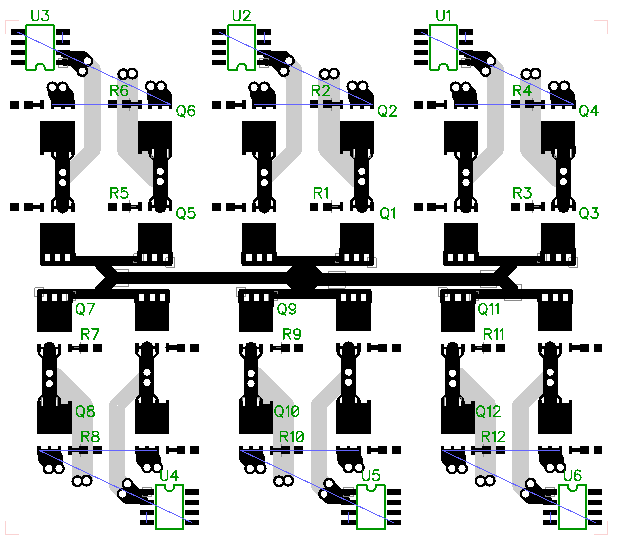 U3 U2 U1
R6 R2 R4
Q6 Q2 Q4
R5 R1 R3
Q5 Q1 Q3
Q7 Q9 Q11
R7 R9 R11
Q8 Q10 Q12
R8 R10 R12
U4 U5 U6